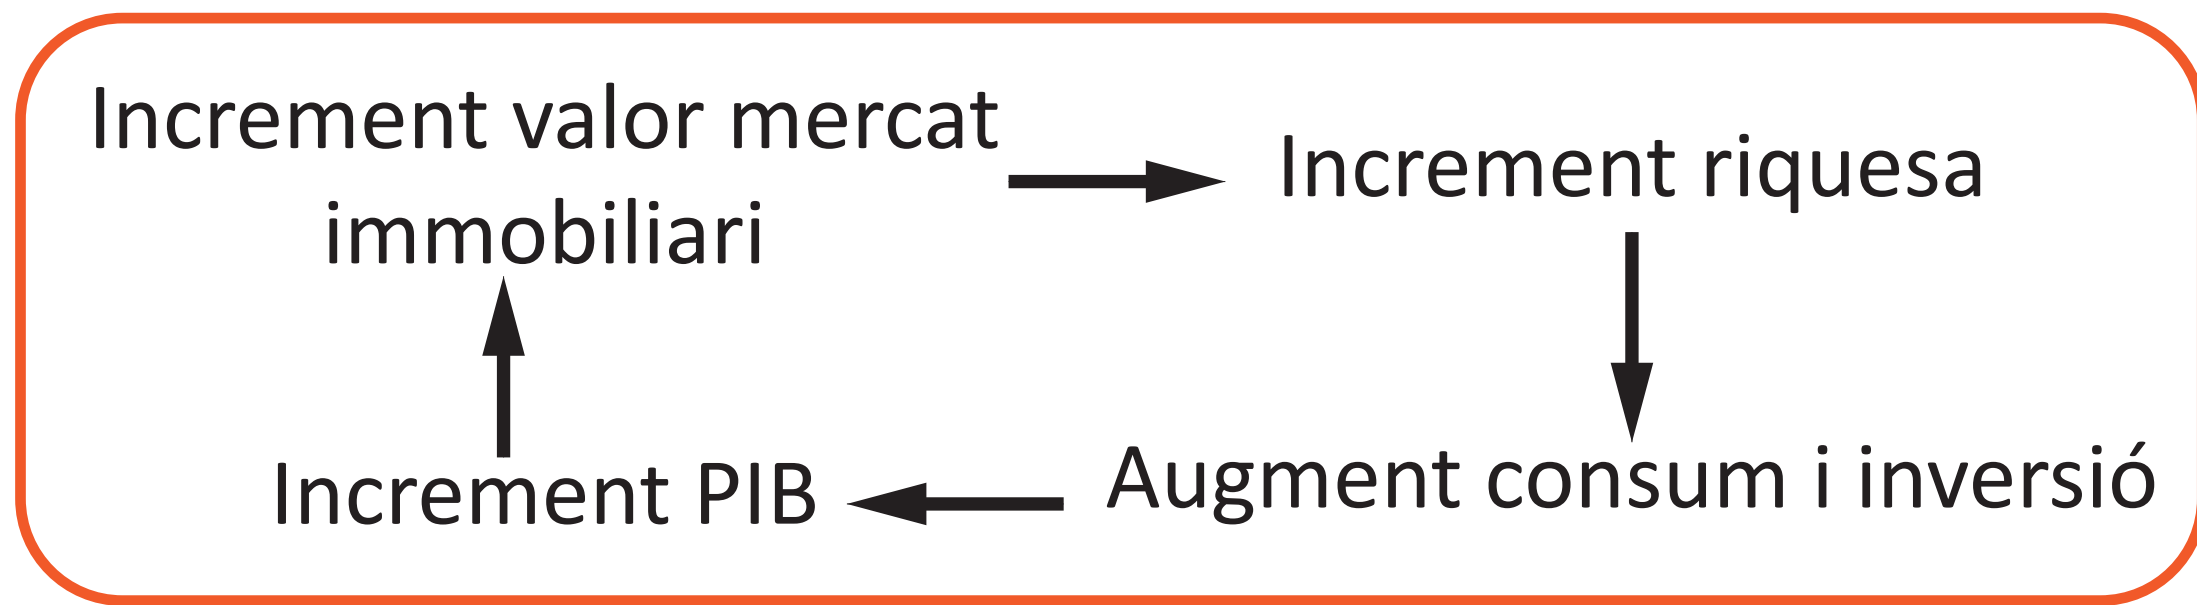 Increment valor mercat
immobiliari
Increment riquesa
Augment consum i inversió
Increment PIB